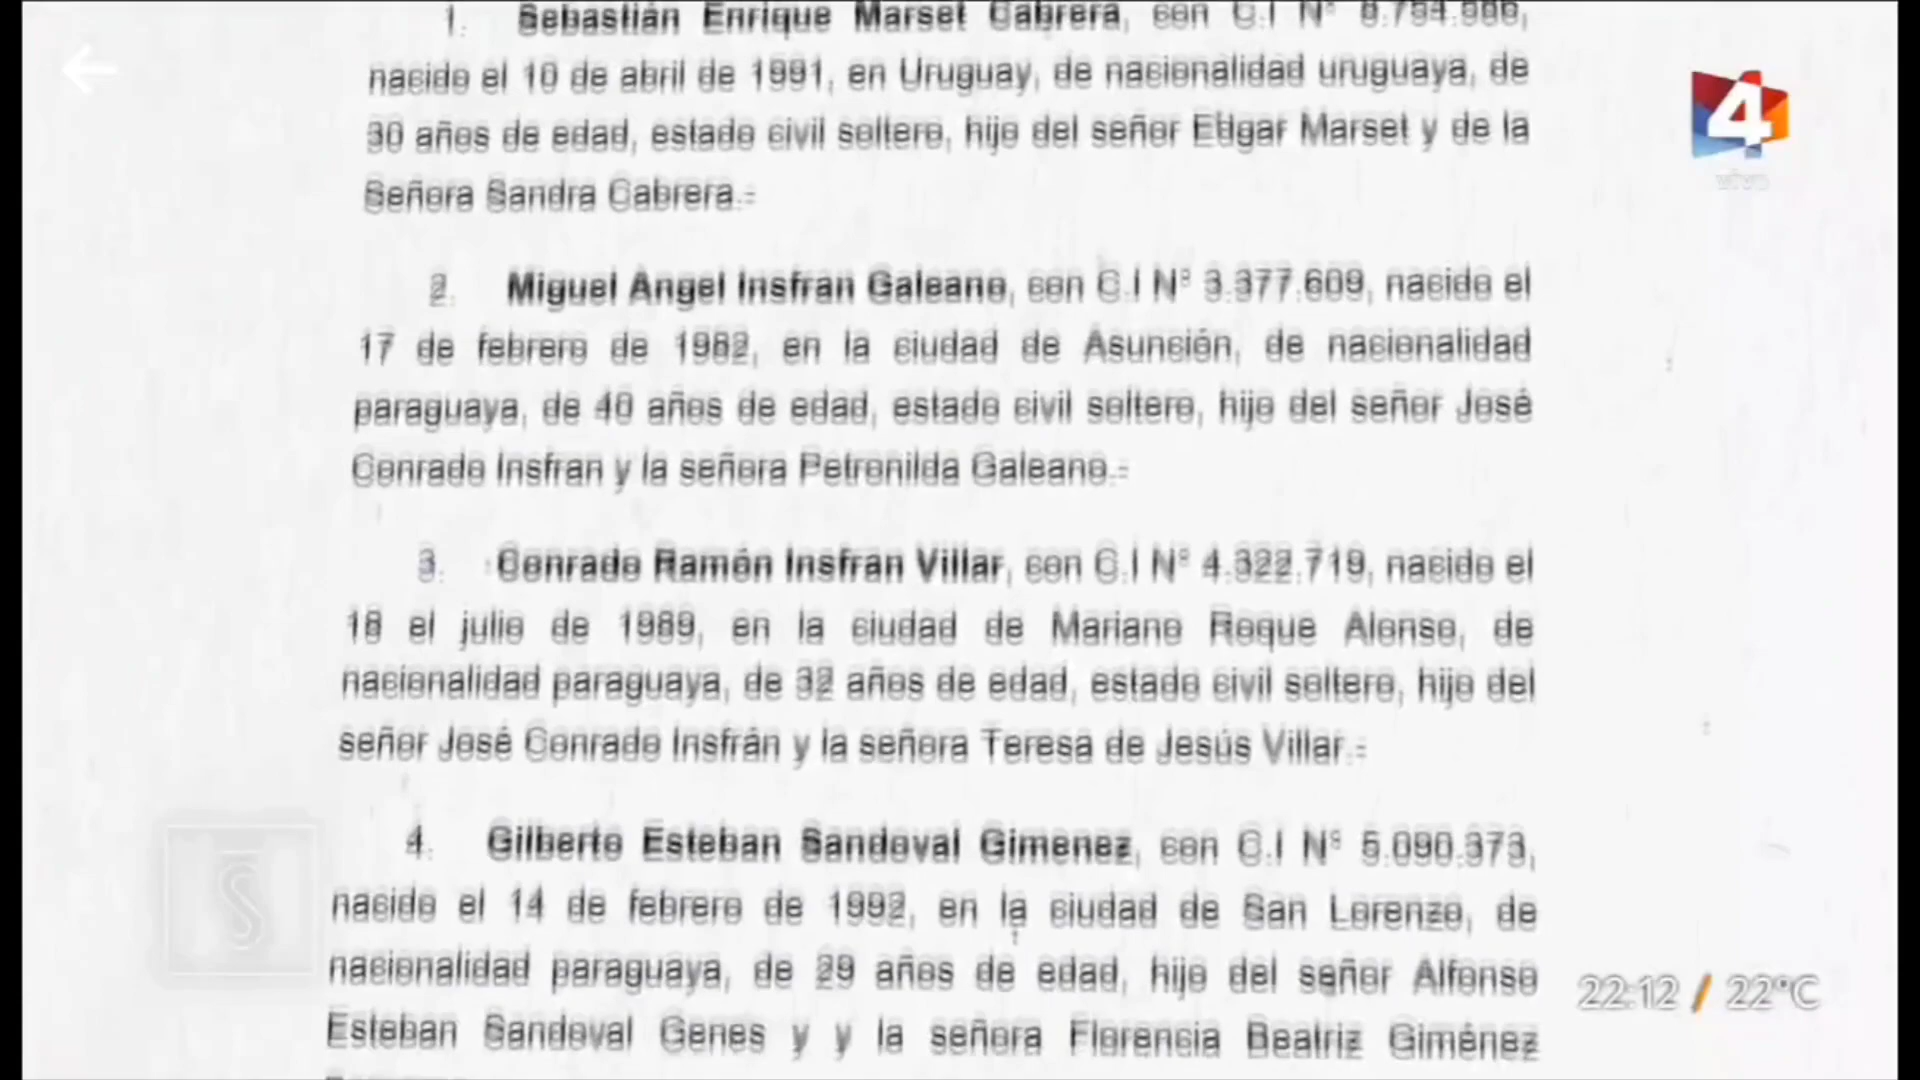 1. Sebastián Enrique Marset Cabrera, con C.I N°
nacido el 10 de abril de 1991, en Uruguay, de nacionalidad uruguaya, de
30 años de edad, estado civil soltero, hijo del señor Edgar Marset y de la
Señora Sandra Cabrera.-
2. Miguel Angel Insfran Galeano, con C.I N° 3.377.609, nacido el
17 de febrero de 1982, en la ciudad de Asunción, de nacionalidad
paraguaya, de 40 años de edad, estado civil soltero, hijo del señor José
Conrado Insfran y la señora Petronilda Galeano.-
3. Conrado Ramón Insfran Villar, con C.I N° 4.322.719, nacido el
18 el julio de 1989, en la ciudad de Mariano Roque Alonso, de
nacionalidad paraguaya, de 32 años de edad, estado civil soltero, hijo del
señor José Conrado Insfrán y la señora Teresa de Jesús Villar.-
4. Gilberto Esteban Sandoval Gimenez, con C.I N° 5.090.373,
nacido el 14 de febrero de 1992, en la ciudad de San Lorenzo, de
nacionalidad paraguaya, de 29 años de edad, hijo del señor Alfonso
Esteban Sandoval Genes y y la señora Florencia Beatriz Giménez
4
vivo
22:12 / 22°C